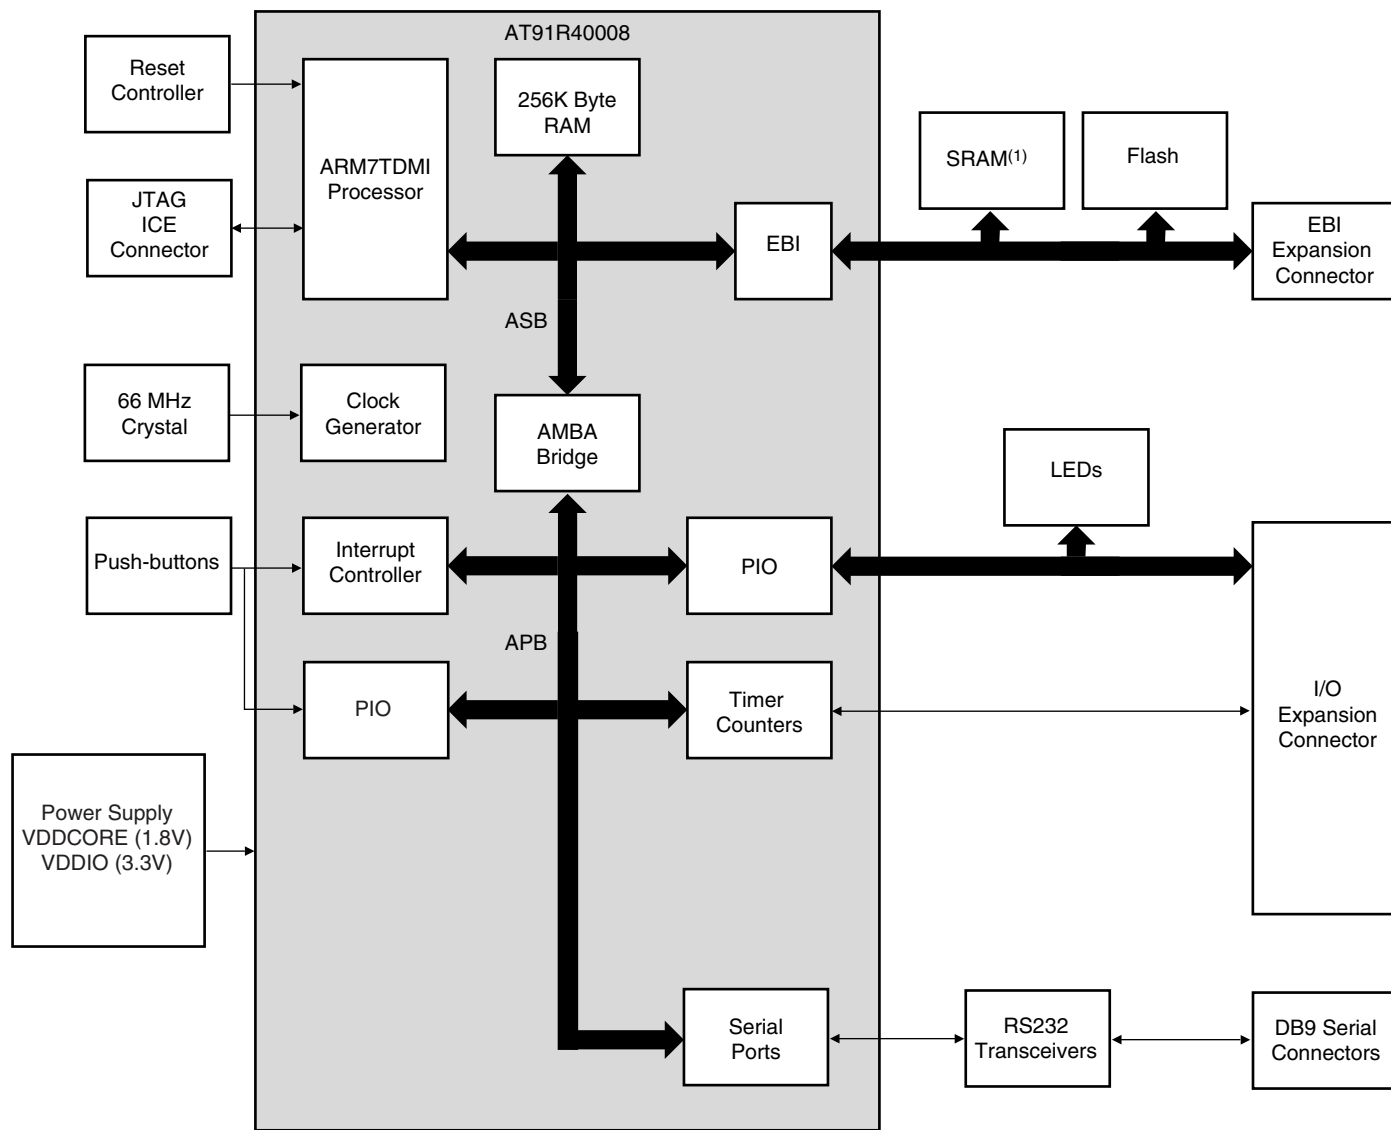 AT91R40008
Reset
Controller
ARM7TDMI
Processor
256K Byte
RAM
SRAM(1)
Flash
JTAG
ICE
Connector
EBI
EBI
Expansion
Connector
ASB
66 MHz
Crystal
Clock
Generator
AMBA
Bridge
LEDs
Push-buttons
Interrupt
Controller
PIO
APB
PIO
Timer
Counters
I/O
Expansion
Connector
Power Supply
VDDCORE (1.8V)
VDDIO (3.3V)
Serial
Ports
RS232
Transceivers
DB9 Serial
Connectors